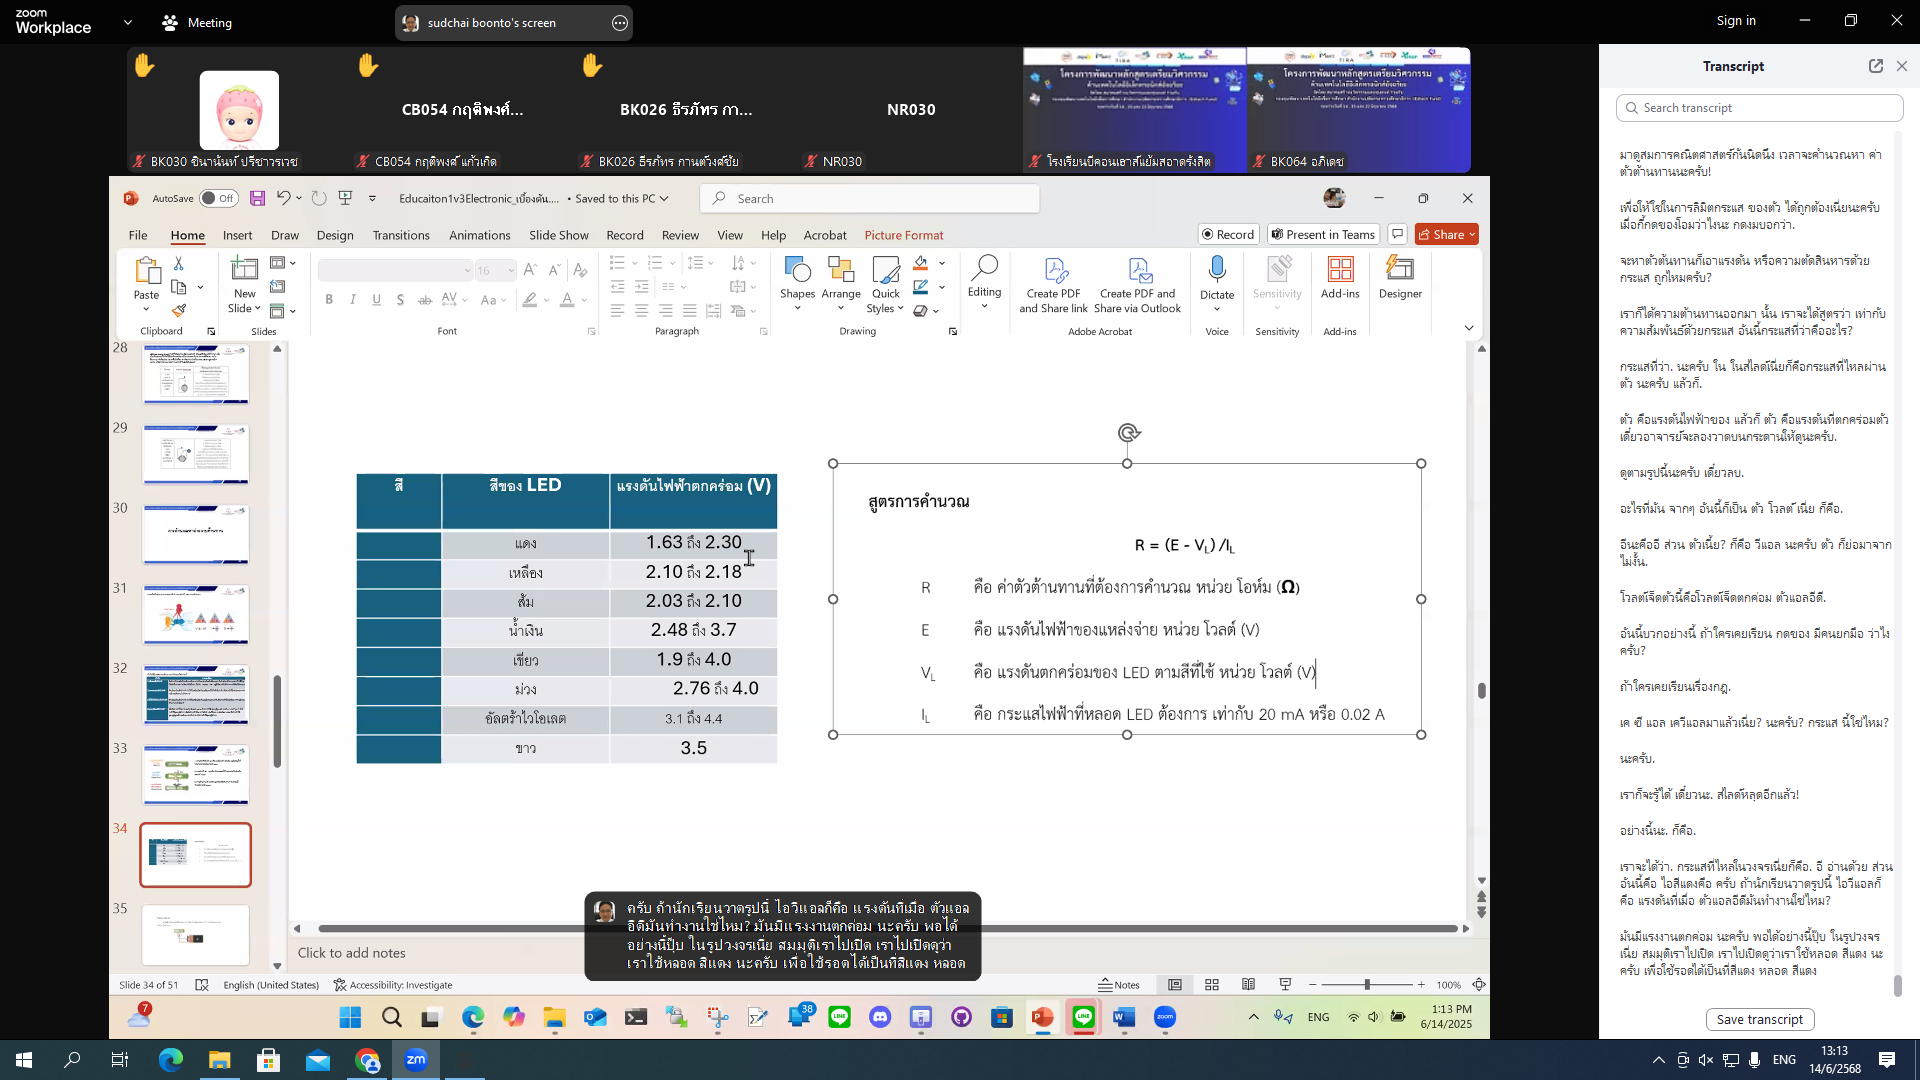 zoom
Workplace
Meeting
sudchai boonto's screen
Sign in
CB054 กฤติพงศ์...
BK026 ธีรภัทร กา...
NR030
โครงการพัฒนาหลักสูตรเตรียมวิศวกรรม
โครงการพัฒนาหลักสูตรเตรียมวิศวกรรม
BK030 ชินานันท์ ปรีชาวรเวช
CB054 กฤติพงศ์ แก้วเกิด
BK026 ธีรภัทร กานต์วงศ์ชัย
NR030
โรงเรียนบีคอนเฮาส์แย้มสอาดรังสิต
BK064 อภิเดช
AutoSave
Off
Educaiton1v3Electronic_เบื้องต้น....
• Saved to this PC
Search
File
Home
Insert
Draw
Design
Transitions
Animations
Slide Show
Record
Review
View
Help
Acrobat
Picture Format
Record
Present in Teams
Share
Paste
New
Slide
16
Shapes
Arrange
Quick
Styles
Editing
Create PDF
and Share link
Create PDF and
Share via Outlook
Dictate
Sensitivity
Add-ins
Designer
Clipboard
Slides
Font
Paragraph
Drawing
Adobe Acrobat
Voice
Sensitivity
Add-ins
28
29
30
31
32
33
34
35
สี
สีของ LED
แรงดันไฟฟ้าตกคร่อม (V)
แดง
1.63 ถึง 2.30
เหลือง
2.10 ถึง 2.18
ส้ม
2.03 ถึง 2.10
น้ำเงิน
2.48 ถึง 3.7
เขียว
1.9 ถึง 4.0
ม่วง
2.76 ถึง 4.0
อัลตร้าไวโอเลต
3.1 ถึง 4.4
ขาว
3.5
สูตรการคำนวณ
R = (E - VL) /IL
R คือ ค่าตัวต้านทานที่ต้องการคำนวณ หน่วย โอห์ม (Ω)
E คือ แรงดันไฟฟ้าของแหล่งจ่าย หน่วย โวลต์ (V)
VL คือ แรงดันตกคร่อมของ LED ตามสีที่ใช้ หน่วย โวลต์ (V)
IL คือ กระแสไฟฟ้าที่หลอด LED ต้องการ เท่ากับ 20 mA หรือ 0.02 A
ครับ ถ้านักเรียนวาดรูปนี้ ไอวีแอลก็คือ แรงดันที่เมื่อ ตัวแอล
อีดีมันทำงานใช่ไหม? มันมีแรงงานตกค่อม นะครับ พอได้
อย่างนี้ปุ๊บ ในรูปวงจรเนี่ย สมมุติเราไปเปิด เราไปเปิดดูว่า
เราใช้หลอด สีแดง นะครับ เพื่อใช้รอดได้เป็นที่สีแดง หลอด
Click to add notes
Slide 34 of 51
English (United States)
Accessibility: Investigate
Notes
100%
7
38
ENG
1:13 PM
6/14/2025
Transcript
Search transcript
มาดูสมการคณิตศาสตร์กันนิดนึง เวลาจะคำนวณหา ค่า
ตัวต้านทานนะครับ!
เพื่อให้ใช้ในการลิมิตกระแส ของตัว ได้ถูกต้องเนี่ยนะครับ
เมื่อกี้กดของโอมว่าไงนะ กดงมบอกว่า.
จะหาตัวต้นทานก็เอาแรงดัน หรือความตัดสินหารด้วย
กระแส ถูกไหมครับ?
เราก็ได้ความต้านทานออกมา นั้น เราจะได้สูตรว่า เท่ากับ
ความสัมพันธ์ด้วยกระแส อันนี้กระแสที่ว่าคืออะไร?
กระแสที่ว่า. นะครับ ใน ในสไลด์เนี่ยก็คือกระแสที่ไหลผ่าน
ตัว นะครับ แล้วก็.
ตัว คือแรงดันไฟฟ้าของ แล้วก็ ตัว คือแรงดันที่ตกคร่อมตัว
เดี๋ยวอาจารย์จะลองวาดบนกระดานให้ดูนะครับ.
ดูตามรูปนี้นะครับ เดี๋ยวลบ.
อะไรที่มัน จากๆ อันนี้ก็เป็น ตัว โวลต์ เนี่ย ก็คือ.
อีนะคืออี ส่วน ตัวเนี้ย? ก็คือ วีแอล นะครับ ตัว ก็ย่อมาจาก
ไม่งั้น.
โวลต์เจ็ดตัวนี้คือโวลต์เจ็ดตกค่อม ตัวแอลอีดี.
อันนี้บวกอย่างนี้ ถ้าใครเคยเรียน กดของ มีคนยกมือ ว่าไง
ครับ?
ถ้าใครเคยเรียนเรื่องกฎ.
เค ซี แอล เควีแอลมาแล้วเนี่ย? นะครับ? กระแส นี้ใช่ไหม?
นะครับ.
เราก็จะรู้ได้ เดี๋ยวนะ. สไลด์หลุดอีกแล้ว!
อย่างนี้นะ. ก็คือ.
เราจะได้ว่า. กระแสที่ไหลในวงจรเนี่ยก็คือ. อี อ่านด้วย ส่วน
อันนี้คือ ไอสีแดงคือ ครับ ถ้านักเรียนวาดรูปนี้ ไอวีแอลก็
คือ แรงดันที่เมื่อ ตัวแอลอีดีมันทำงานใช่ไหม?
มันมีแรงงานตกค่อม นะครับ พอได้อย่างนี้ปุ๊บ ในรูปวงจร
เนี่ย สมมุติเราไปเปิด เราไปเปิดดูว่าเราใช้หลอด สีแดง นะ
ครับ เพื่อใช้รอดได้เป็นที่สีแดง หลอด สีแดง
Save transcript
ENG
13:13
14/6/2568